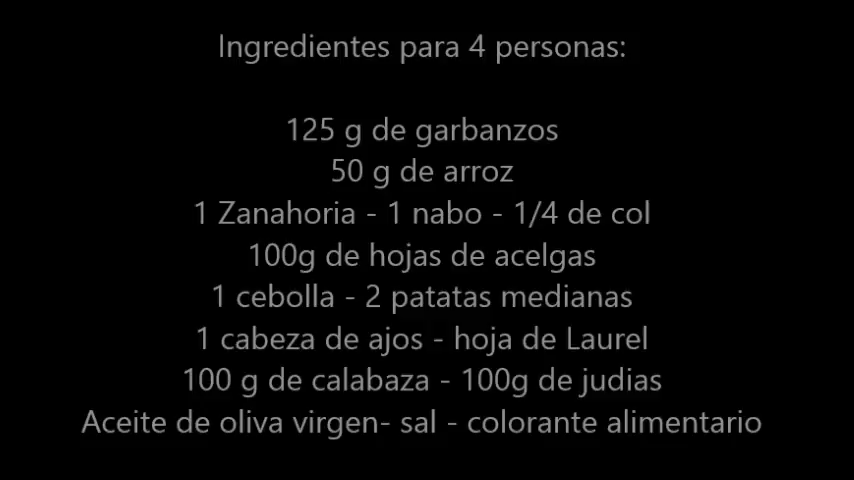 Ingredientes para 4 personas:
125 g de garbanzos
50 g de arroz
1 Zanahoria - 1 nabo - 1/4 de col
100g de hojas de acelgas
1 cebolla - 2 patatas medianas
1 cabeza de ajos - hoja de Laurel
100 g de calabaza - 100g de judias
Aceite de oliva virgen- sal - colorante alimentario